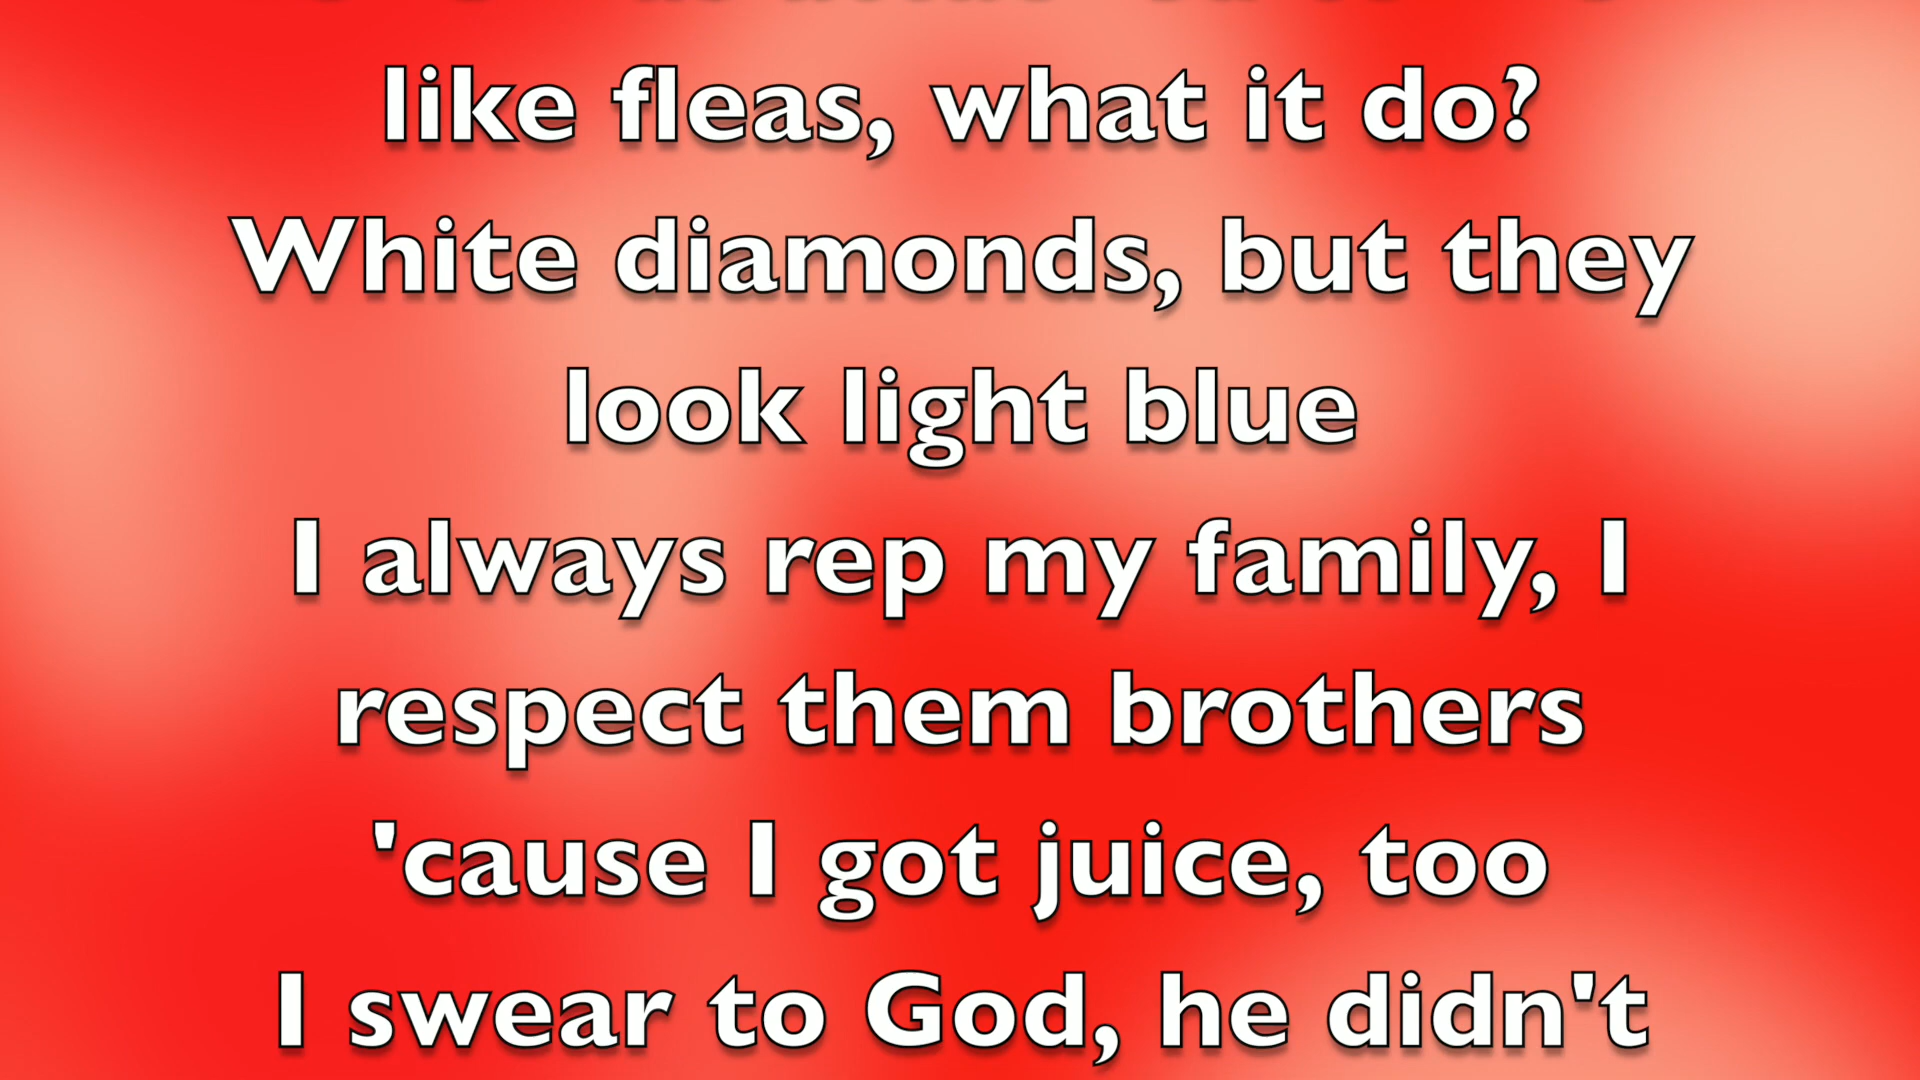 like fleas, what it do?
White diamonds, but they
look light blue
I always rep my family, I
respect them brothers
'cause I got juice, too
I swear to God, he didn't